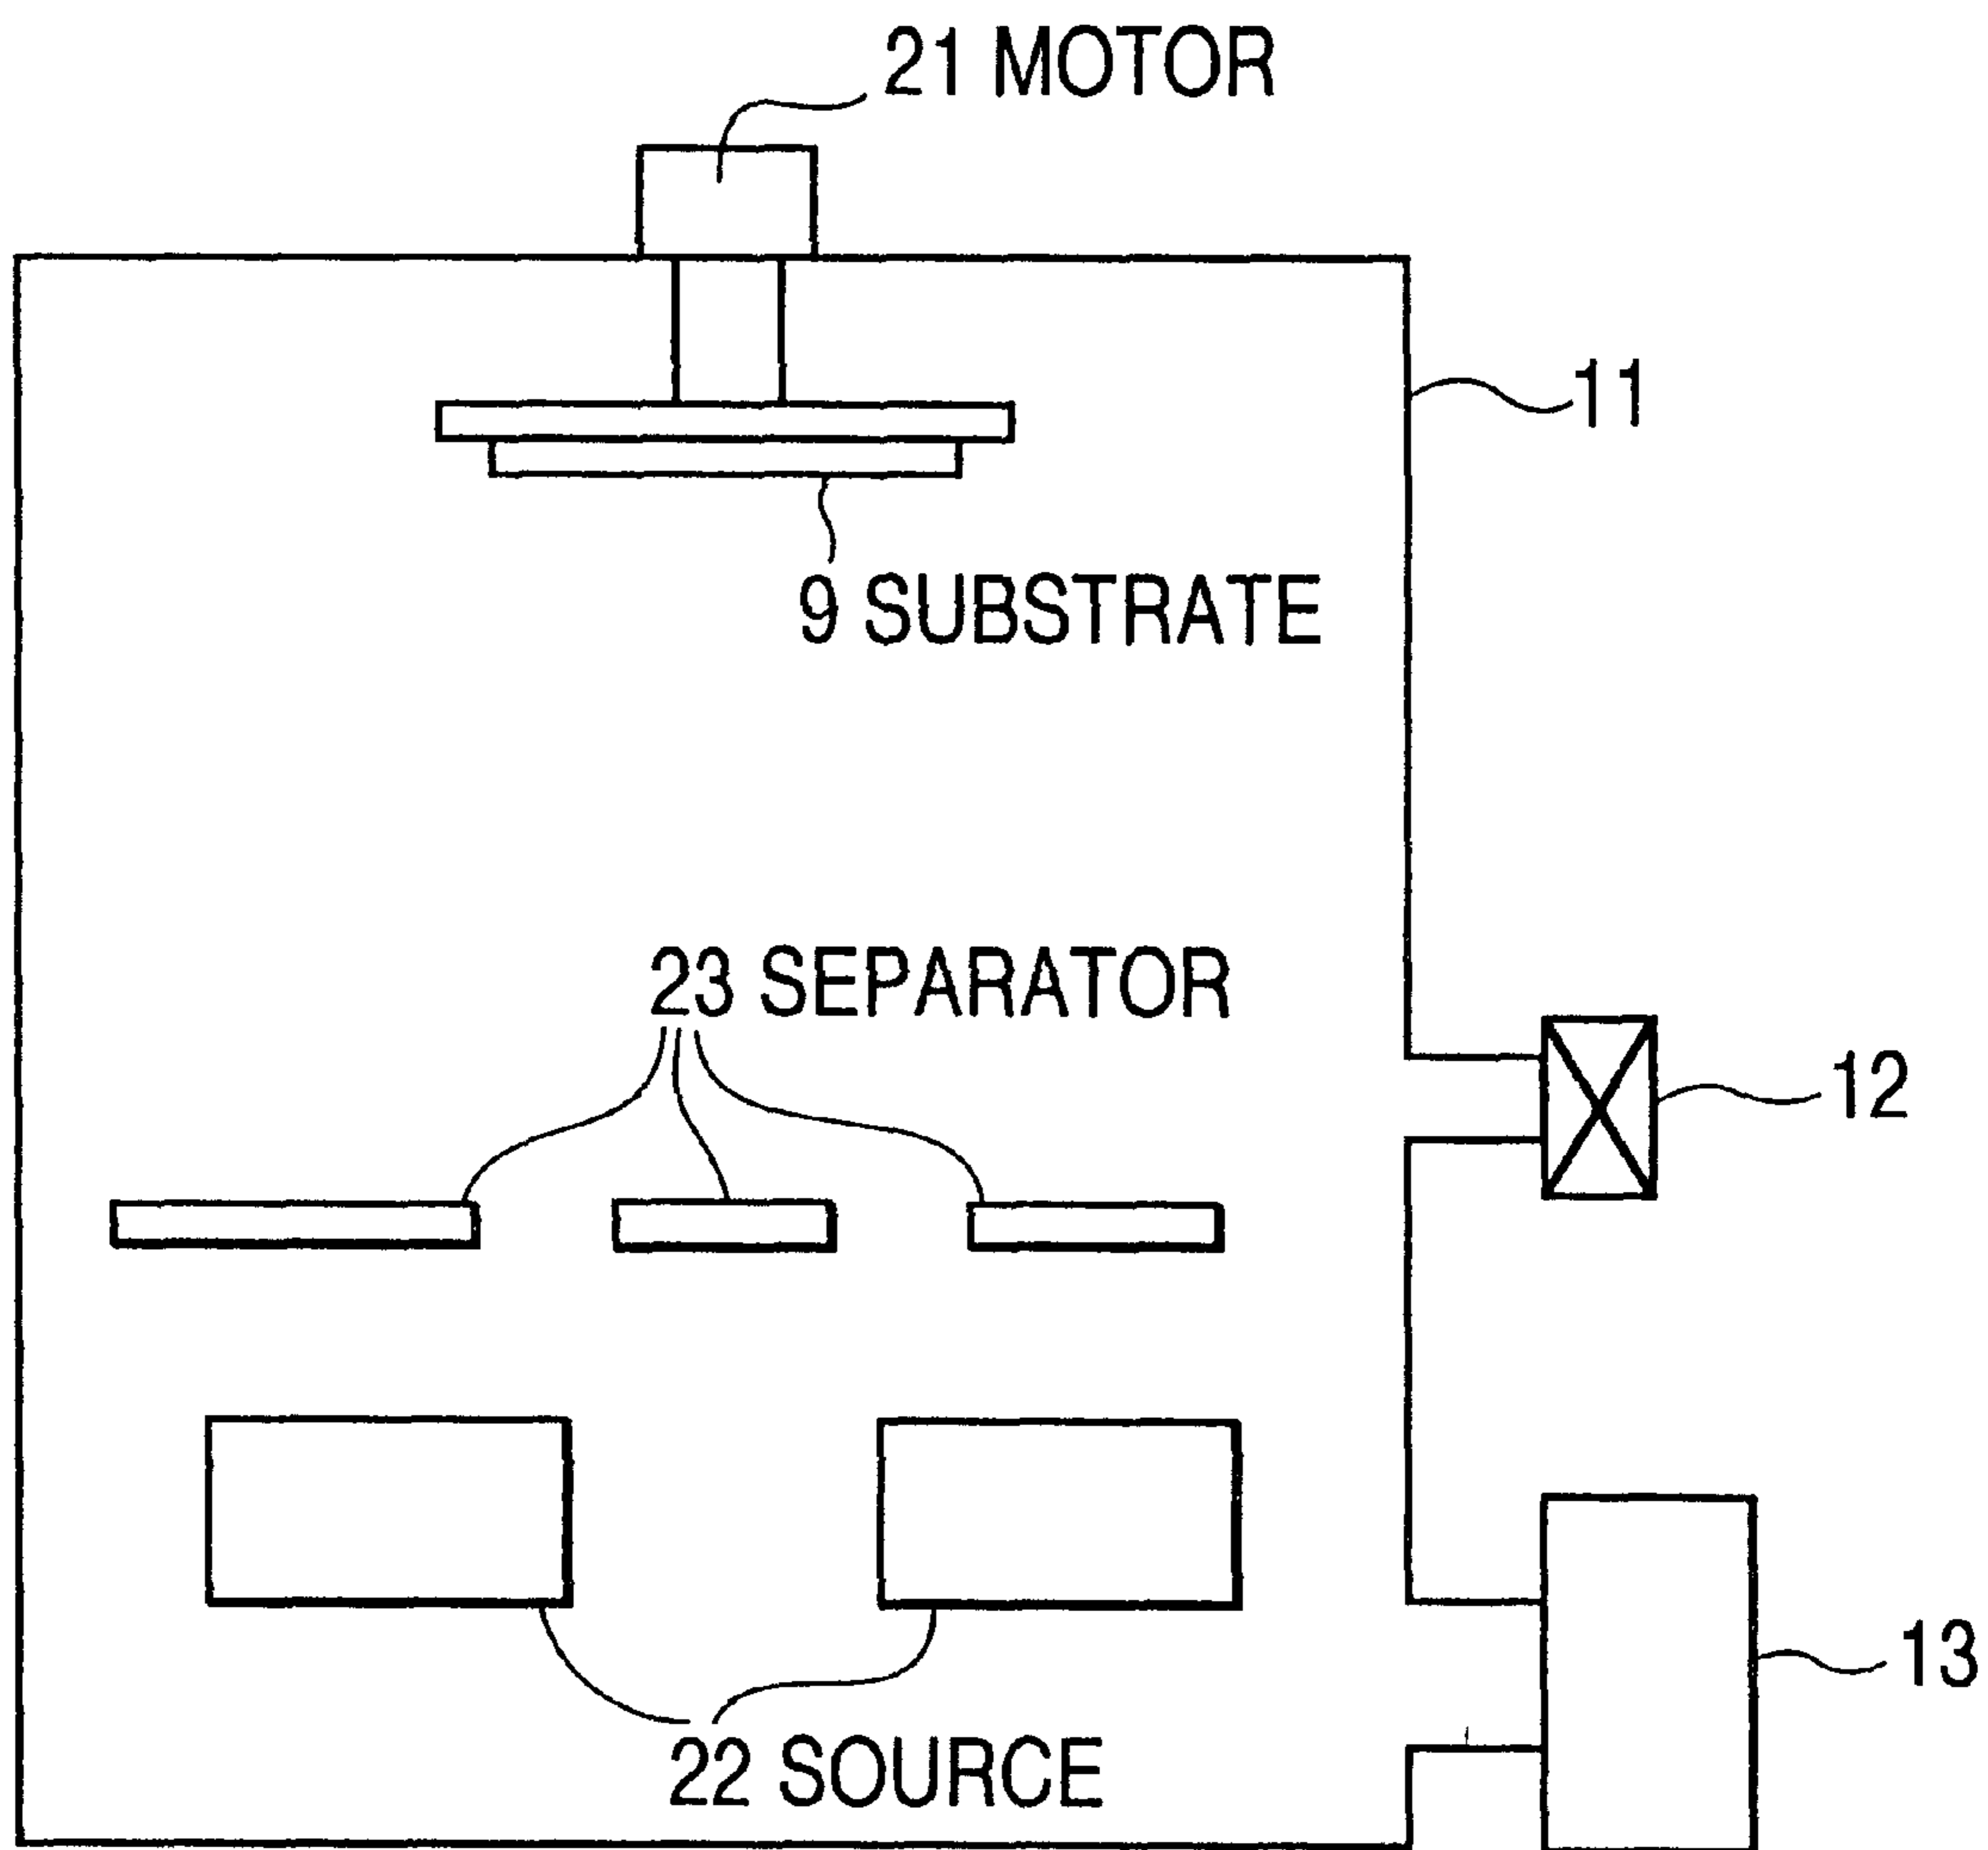 21 MOTOR
11
9 SUBSTRATE
23 SEPARATOR
12
13
22 SOURCE